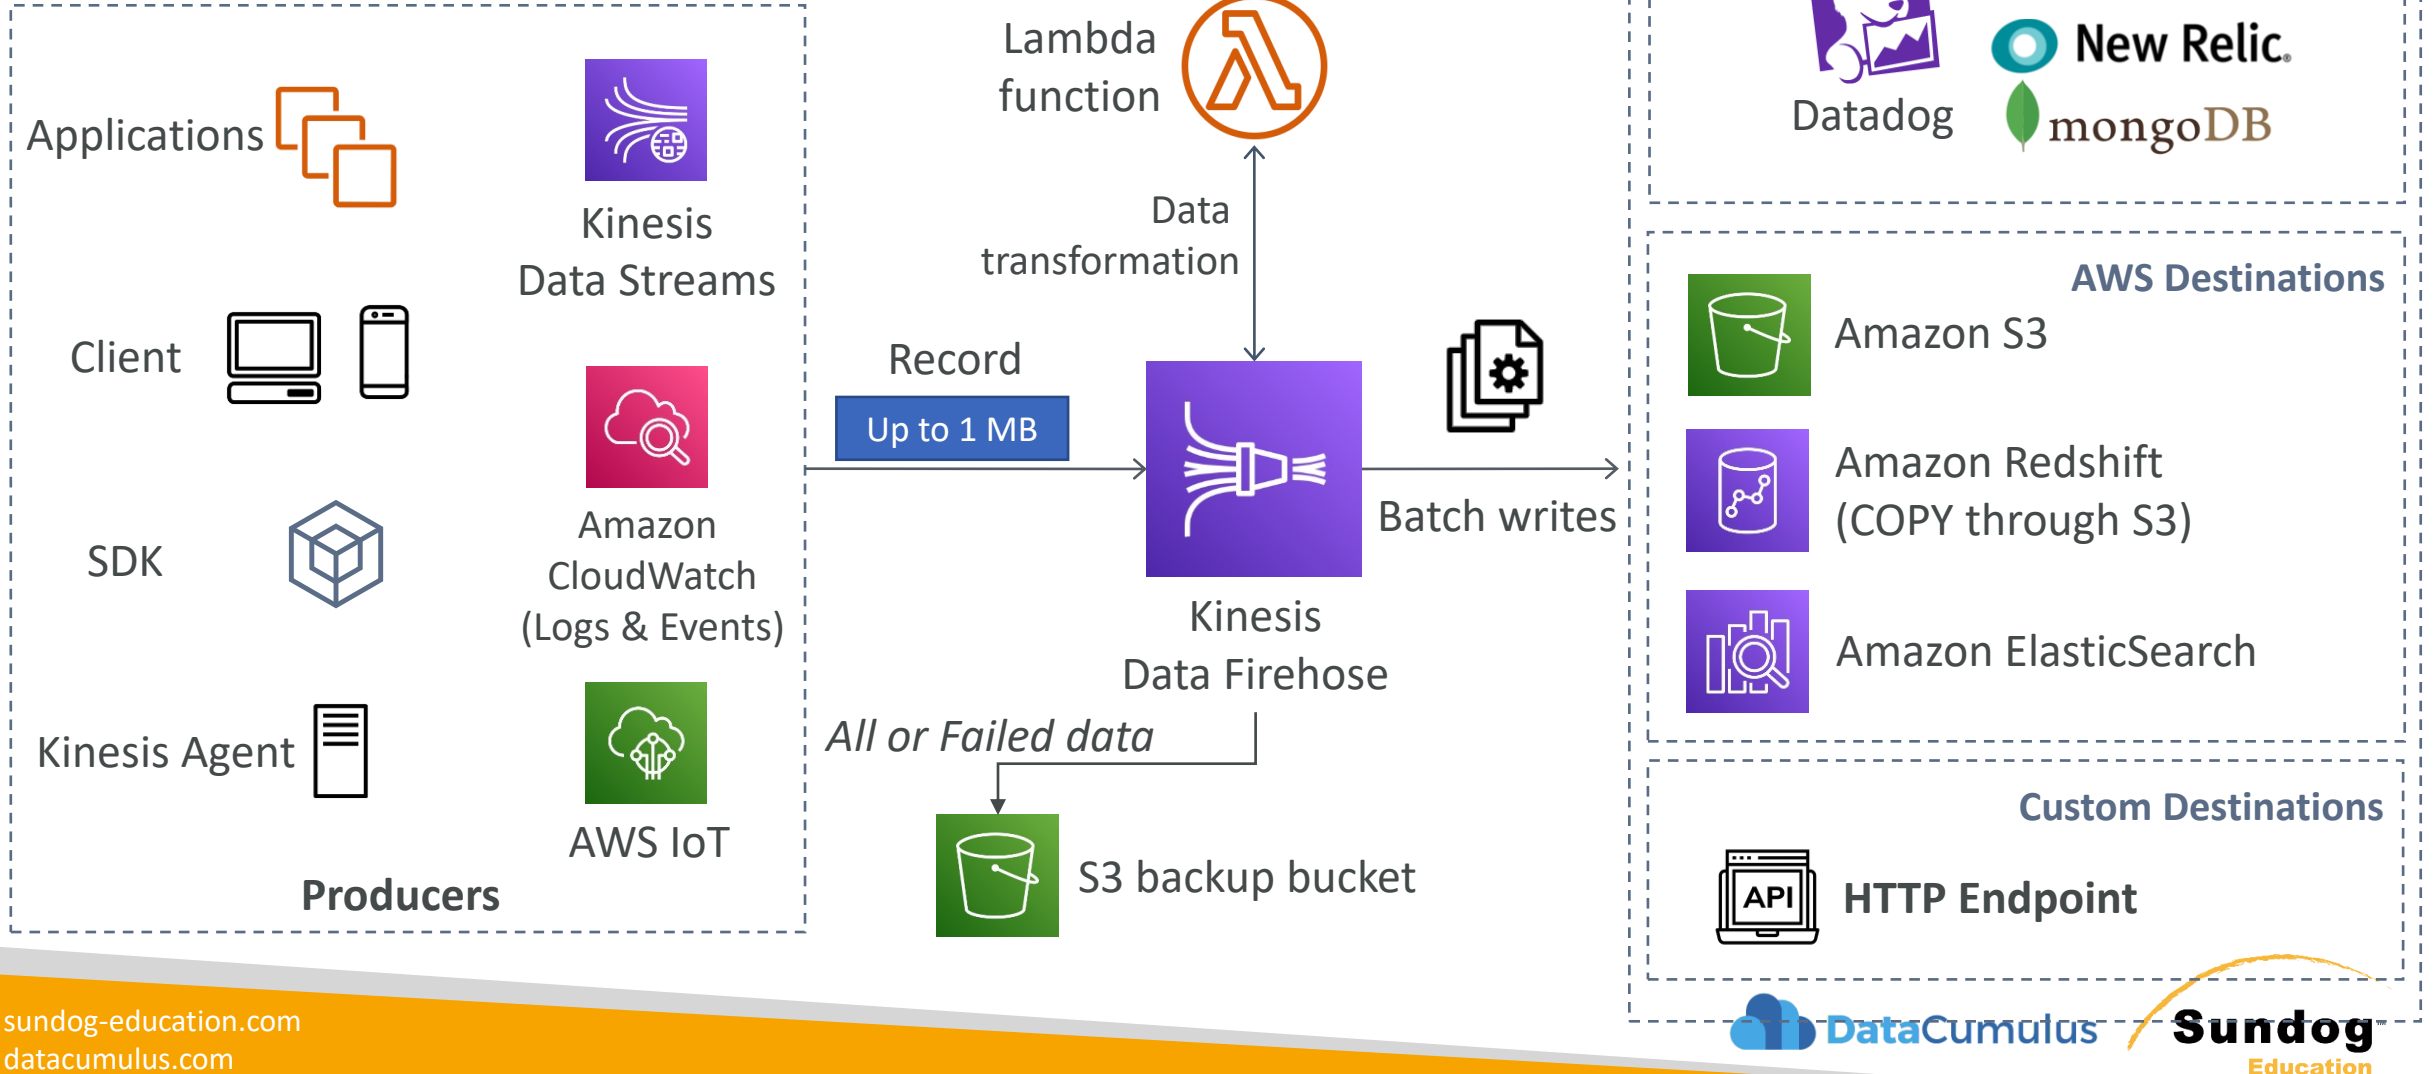 Applications
Kinesis
Data Streams
Client
Amazon
CloudWatch
(Logs & Events)
SDK
Kinesis Agent
AWS IoT
Producers
Lambda
function
Data
transformation
Record
Up to 1 MB
Kinesis
Data Firehose
Batch writes
All or Failed data
S3 backup bucket
Datadog
New Relic®
mongoDB
AWS Destinations
Amazon S3
Amazon Redshift
(COPY through S3)
Amazon ElasticSearch
Custom Destinations
API
HTTP Endpoint
sundog-education.com
datacumulus.com
DataCumulus
Sundog
Education